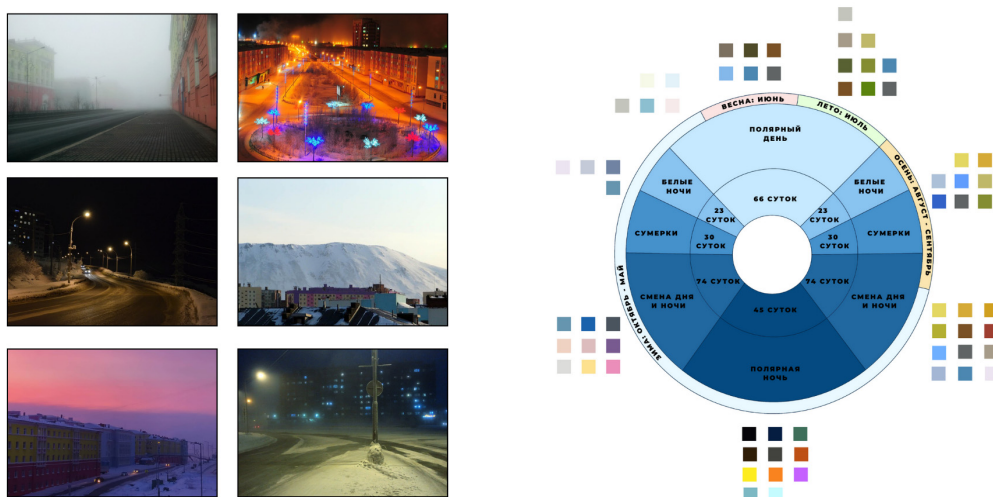 ВЕСНА: ИЮНЬ
ЛЕТО: ИЮЛЬ
ПОЛЯРНЫЙ
ДЕНЬ
ОСЕНЬ: АВГУСТ - СЕНТЯБРЬ
БЕЛЫЕ
НОЧИ
66 СУТОК
БЕЛЫЕ
НОЧИ
23
СУТОК
23
СУТОК
СУМЕРКИ
30
СУТОК
30
СУТОК
СУМЕРКИ
ЗИМА: ОКТЯБРЬ - МАЙ
74 СУТОК
74 СУТОК
СМЕНА ДНЯ
И НОЧИ
СМЕНА ДНЯ
И НОЧИ
45 СУТОК
ПОЛЯРНАЯ
НОЧЬ